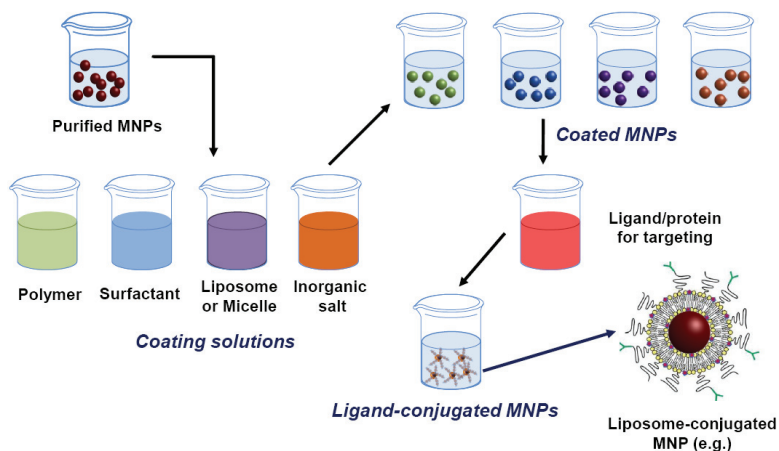 Purified MNPs
Coated MNPs
Polymer
Surfactant
Liposome
or Micelle
Inorganic
salt
Coating solutions
Ligand/protein
for targeting
Ligand-conjugated MNPs
Liposome-conjugated
MNP (e.g.)